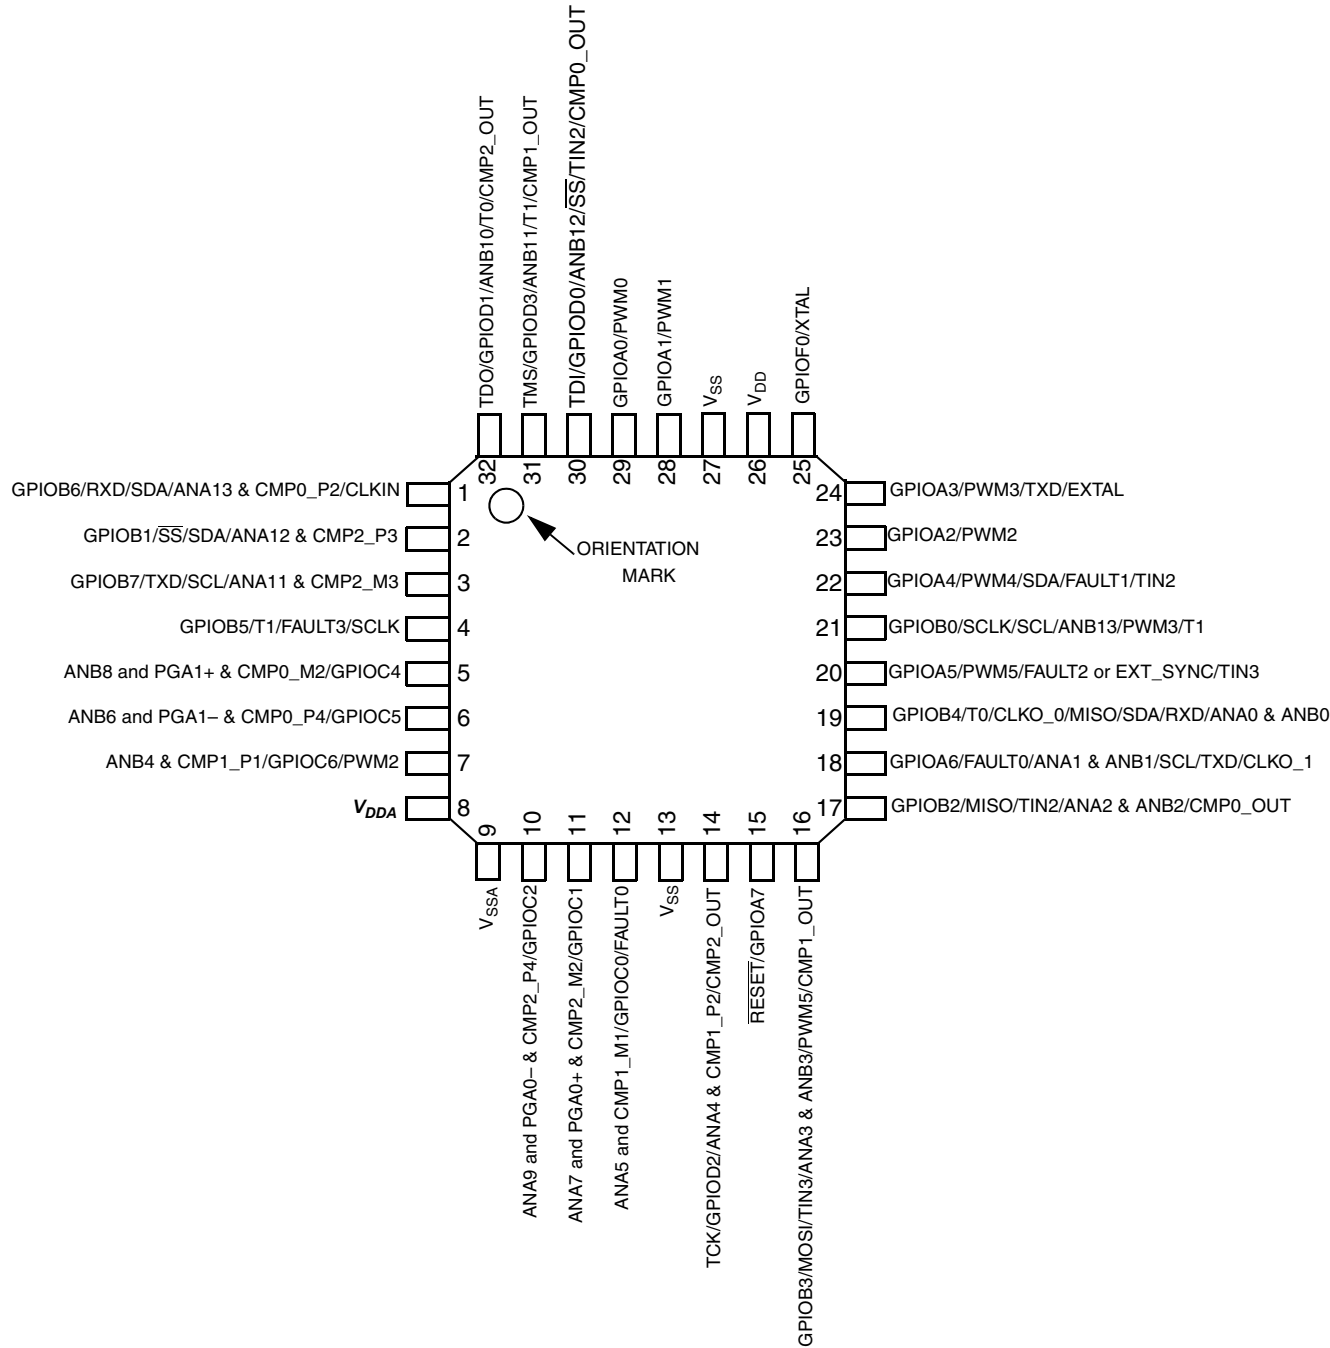 TDO/GPIOD1/ANB10/T0/CMP2_OUT
TMS/GPIOD3/ANB11/T1/CMP1_OUT
TDI/GPIOD0/ANB12/S̅S̅/TIN2/CMP0_OUT
GPIOA0/PWM0
GPIOA1/PWM1
VSS
VDD
GPIOF0/XTAL
32
31
30
29
28
27
26
25
GPIOB6/RXD/SDA/ANA13 & CMP0_P2/CLKIN
1
GPIOB1/S̅S̅/SDA/ANA12 & CMP2_P3
2
GPIOB7/TXD/SCL/ANA11 & CMP2_M3
3
GPIOB5/T1/FAULT3/SCLK
4
ANB8 and PGA1+ & CMP0_M2/GPIOC4
5
ANB6 and PGA1– & CMP0_P4/GPIOC5
6
ANB4 & CMP1_P1/GPIOC6/PWM2
7
VDDA
8
ORIENTATION
MARK
24
GPIOA3/PWM3/TXD/EXTAL
23
GPIOA2/PWM2
22
GPIOA4/PWM4/SDA/FAULT1/TIN2
21
GPIOB0/SCLK/SCL/ANB13/PWM3/T1
20
GPIOA5/PWM5/FAULT2 or EXT_SYNC/TIN3
19
GPIOB4/T0/CLKO_0/MISO/SDA/RXD/ANA0 & ANB0
18
GPIOA6/FAULT0/ANA1 & ANB1/SCL/TXD/CLKO_1
17
GPIOB2/MISO/TIN2/ANA2 & ANB2/CMP0_OUT
9
10
11
12
13
14
15
16
VSSA
ANA9 and PGA0– & CMP2_P4/GPIOC2
ANA7 and PGA0+ & CMP2_M2/GPIOC1
ANA5 and CMP1_M1/GPIOC0/FAULT0
VSS
TCK/GPIOD2/ANA4 & CMP1_P2/CMP2_OUT
R̅E̅S̅E̅T̅/GPIOA7
GPIOB3/MOSI/TIN3/ANA3 & ANB3/PWM5/CMP1_OUT